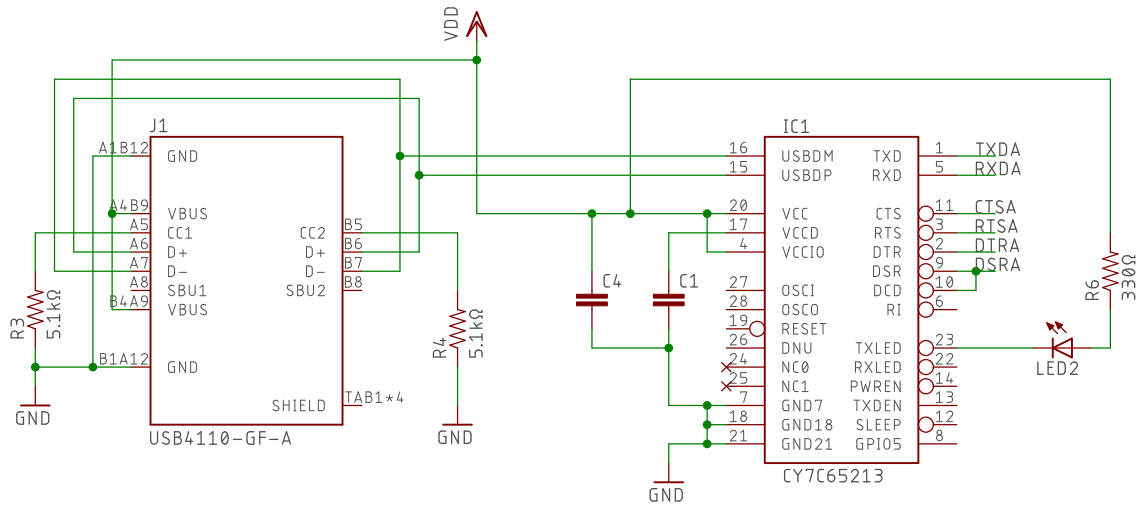 VDD
J1
A1B12 GND
A4B9 VBUS
A5 CC1 CC2 B5
A6 D+ D+ B6
A7 D- D- B7
A8 SBU1 SBU2 B8
B4A9 VBUS
B1A12 GND
SHIELD TAB1*4
USB4110-GF-A
R3
5.1kΩ
GND
R4
5.1kΩ
GND
C4
C1
IC1
16 USBDM TXD 1 TXDA
15 USBDP RXD 5 RXDA
20 VCC CTS 11 CTSA
17 VCCD RTS 3 RTSA
4 VCCIO DTR 2 DTRA
DSR 9 DSRA
27 OSCI DCD 10
28 OSCO RI 6
19 RESET
26 DNU TXLED 23
24 NC0 RXLED 22
25 NC1 PWREN 14
7 GND7 TXDEN 13
18 GND18 SLEEP 12
21 GND21 GPIO5 8
CY7C65213
GND
R6
330Ω
LED2